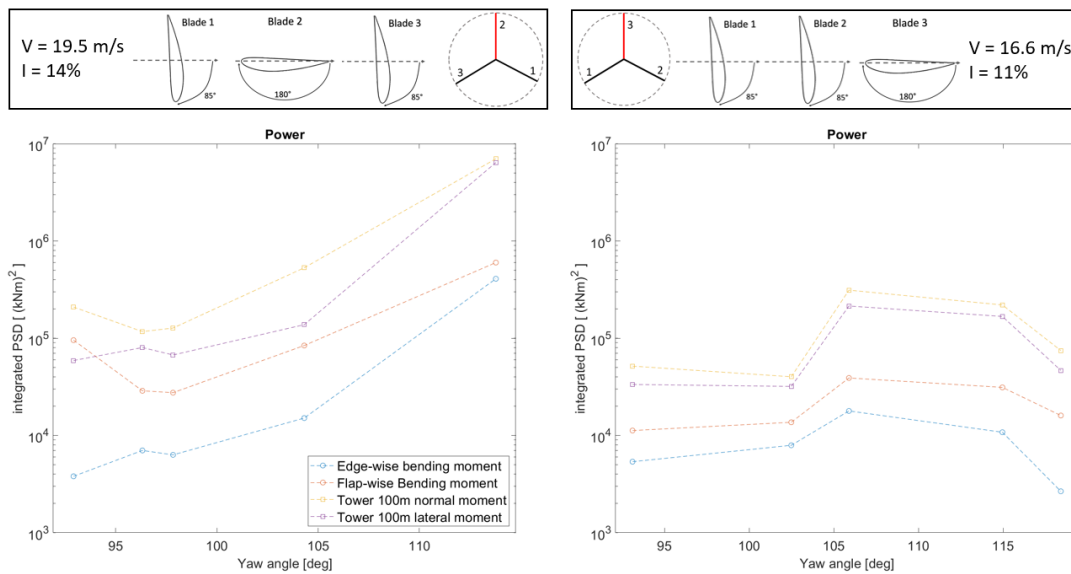 Blade 1
Blade 2
Blade 3
V = 19.5 m/s
I = 14%
85°
180°
85°
2
3
1
3
1
2
Blade 1
Blade 2
Blade 3
V = 16.6 m/s
I = 11%
85°
85°
180°
Power
10^7
10^6
10^5
10^4
10^3
integrated PSD [ (kNm)^2 ]
95
100
105
110
Yaw angle [deg]
Edge-wise bending moment
Flap-wise Bending moment
Tower 100m normal moment
Tower 100m lateral moment
Power
10^7
10^6
10^5
10^4
10^3
integrated PSD [ (kNm)^2 ]
95
100
105
110
115
Yaw angle [deg]